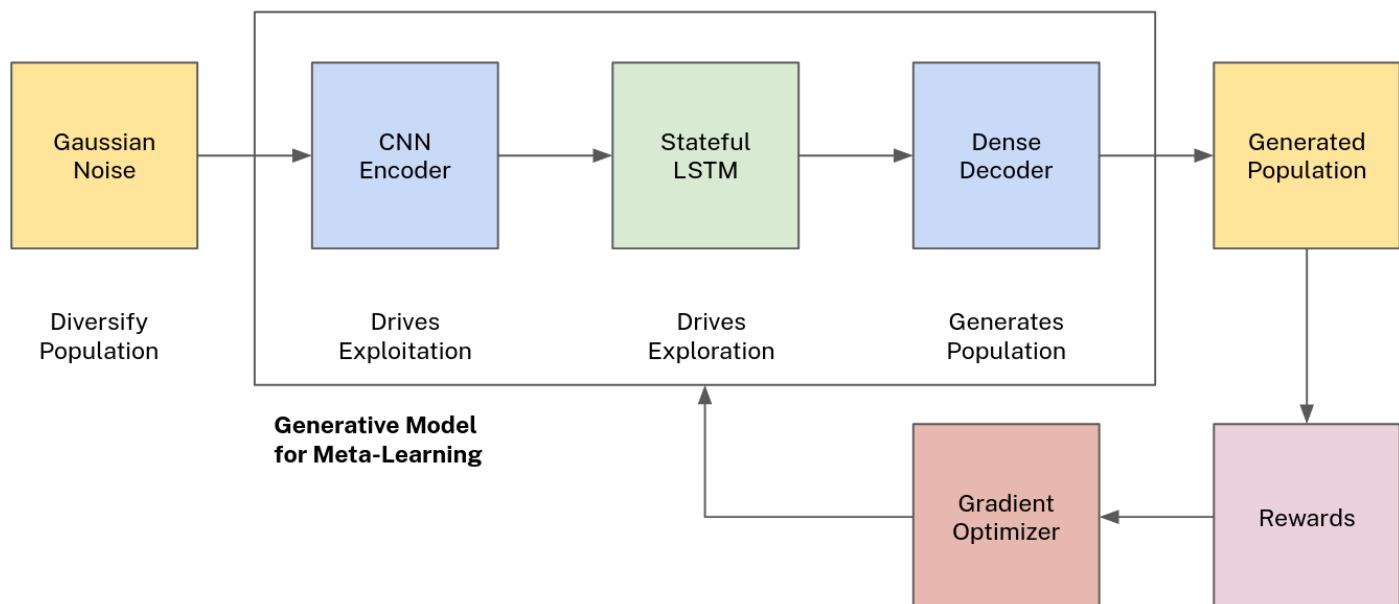 Gaussian
Noise
CNN
Encoder
Stateful
LSTM
Dense
Decoder
Generated
Population
Diversify
Population
Drives
Exploitation
Drives
Exploration
Generates
Population
Generative Model
for Meta-Learning
Gradient
Optimizer
Rewards